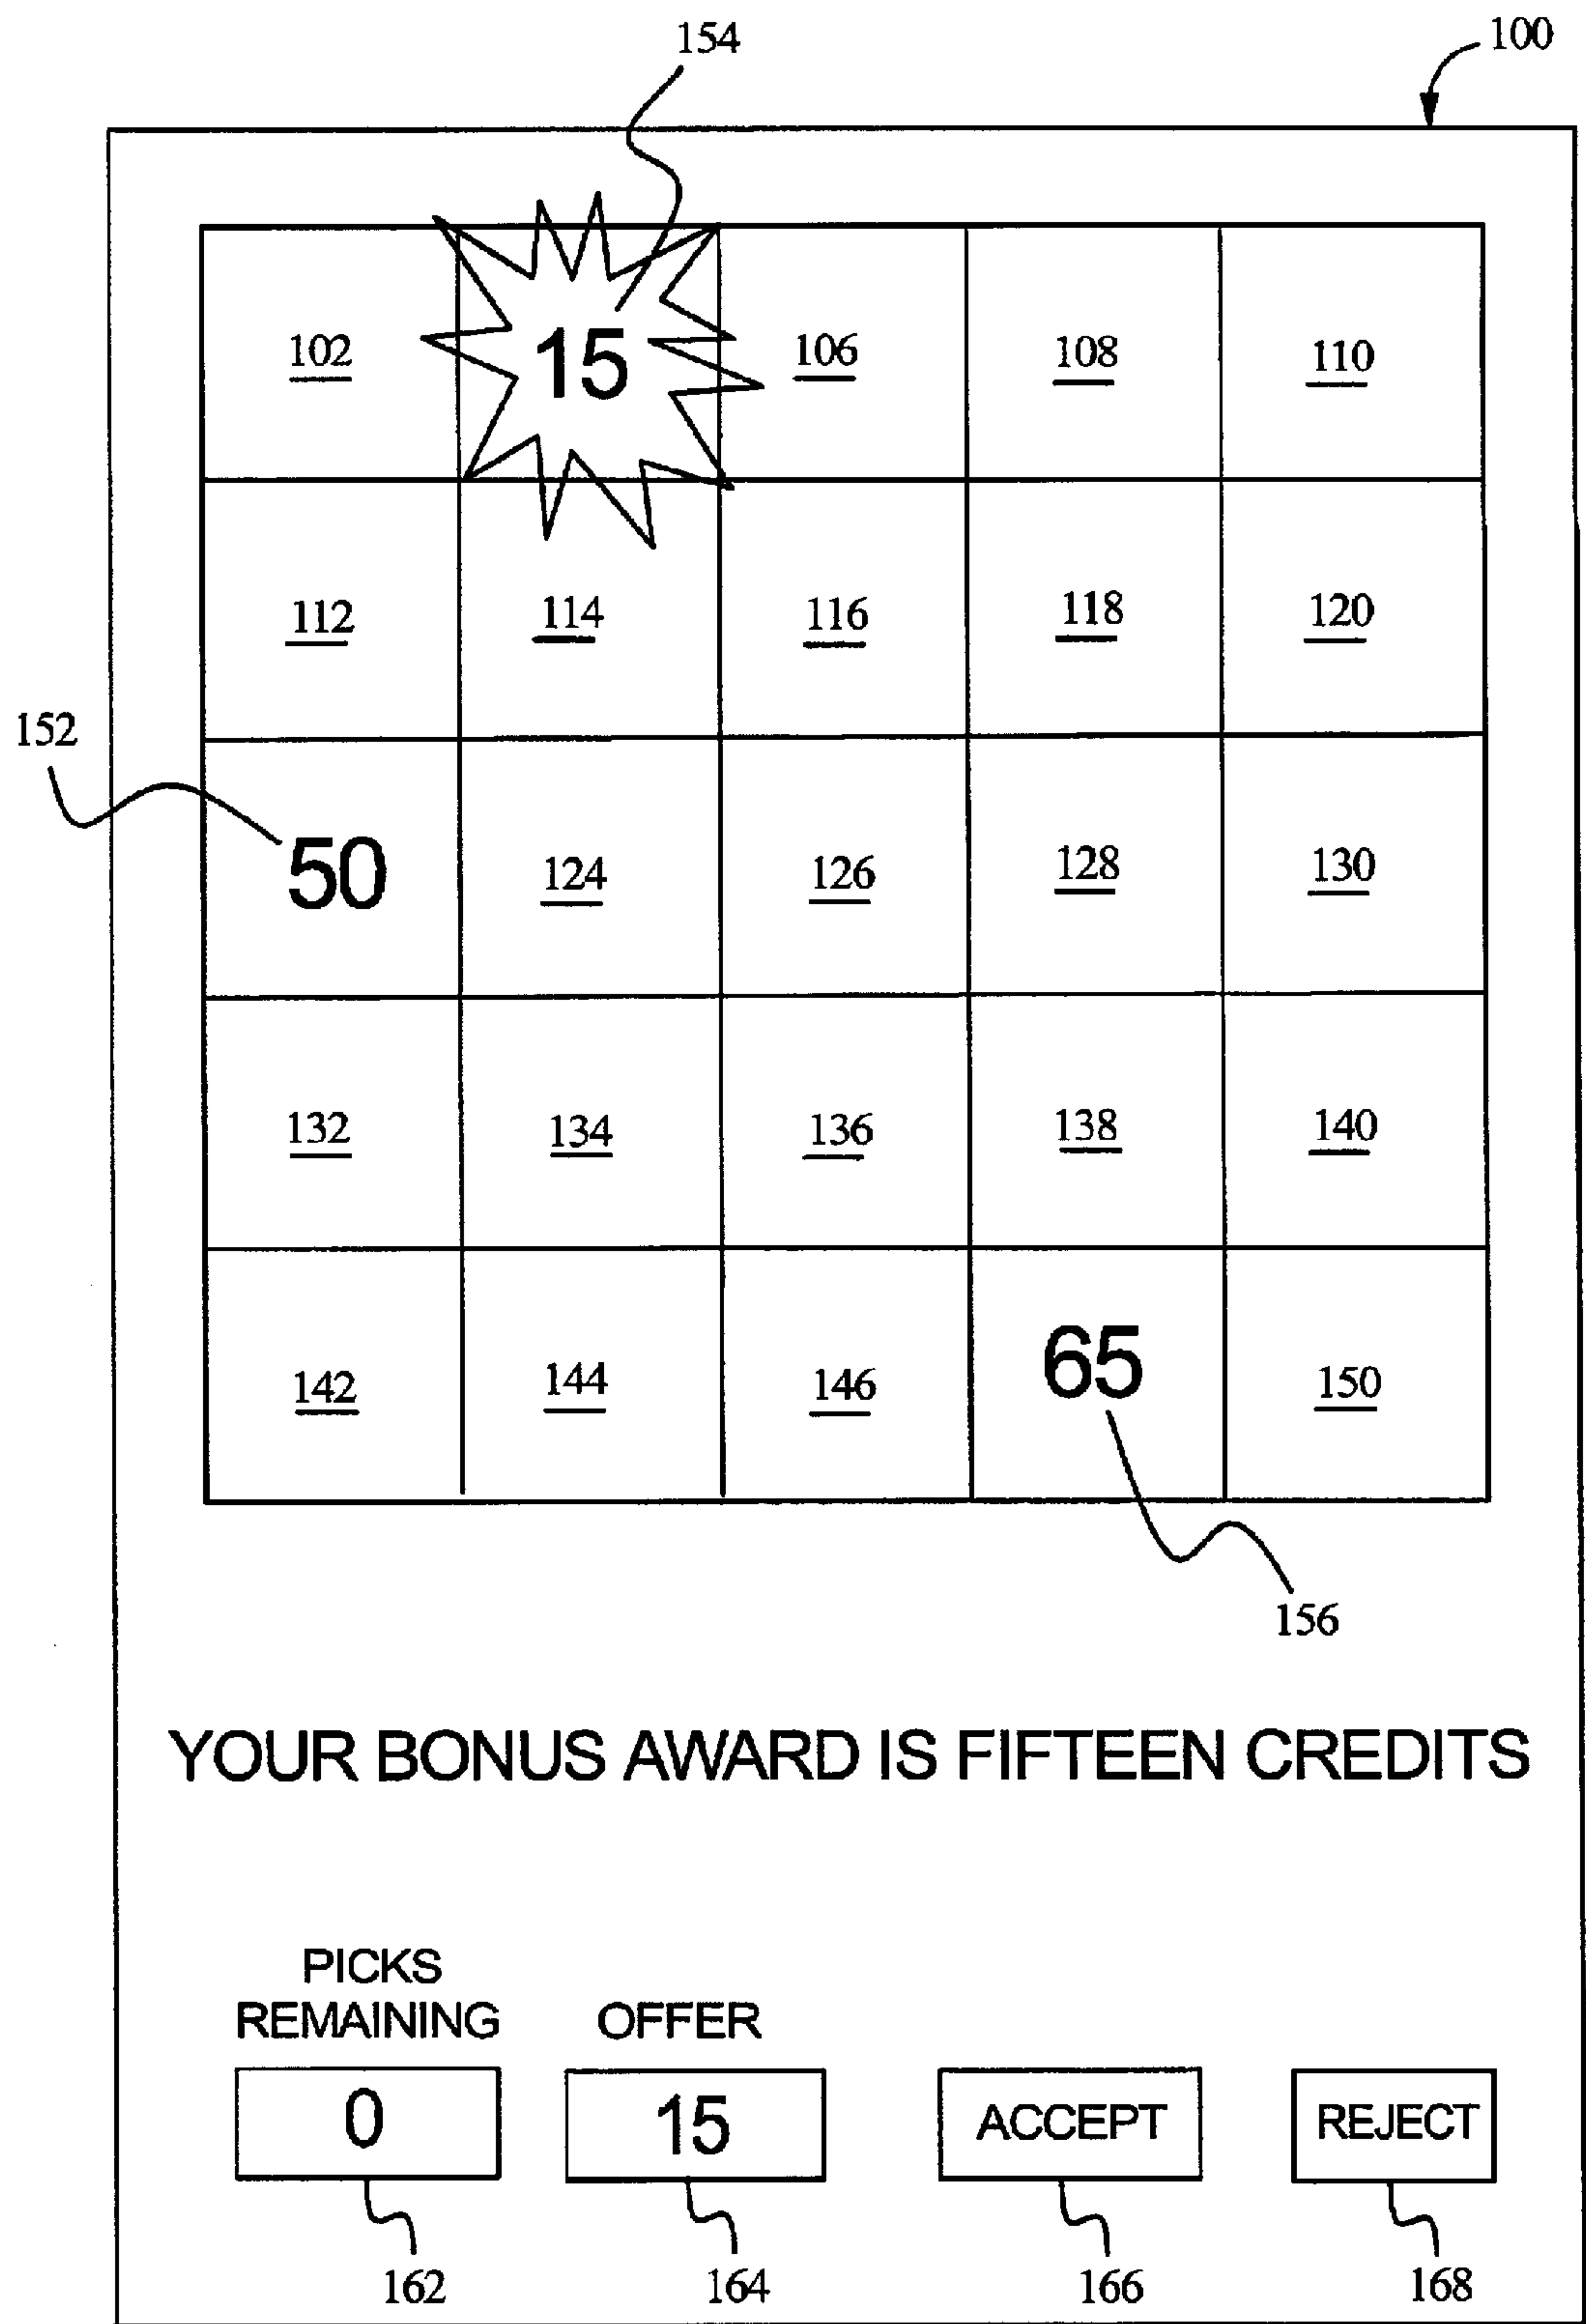 154
100
102 15 106 108 110
112 114 116 118 120
152
50 124 126 128 130
132 134 136 138 140
142 144 146 65 150
156
YOUR BONUS AWARD IS FIFTEEN CREDITS
PICKS
REMAINING OFFER
0 15 ACCEPT REJECT
162 164 166 168